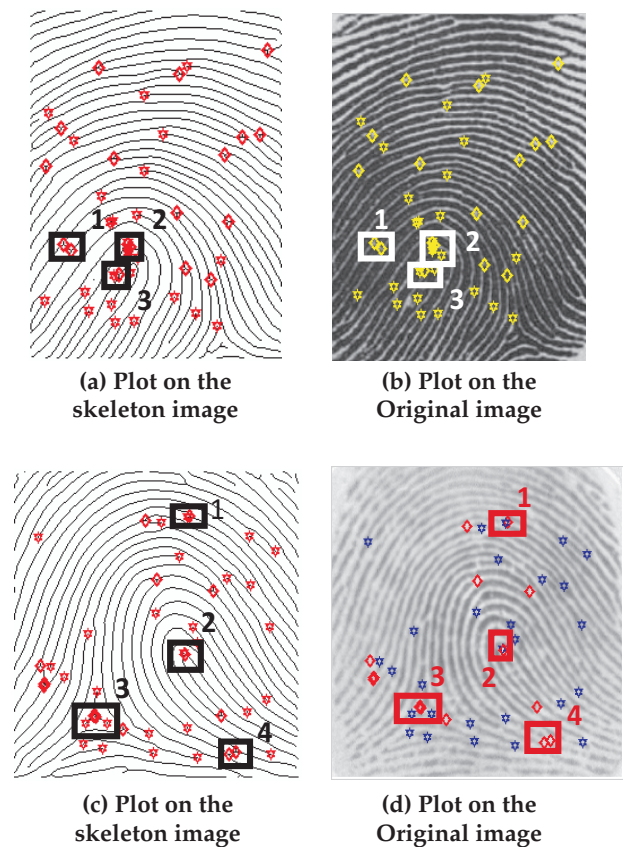 1 2
3
1
2
3
(a) Plot on the
skeleton image
(b) Plot on the
Original image
1
2
3
4
1
2
3
4
(c) Plot on the
skeleton image
(d) Plot on the
Original image